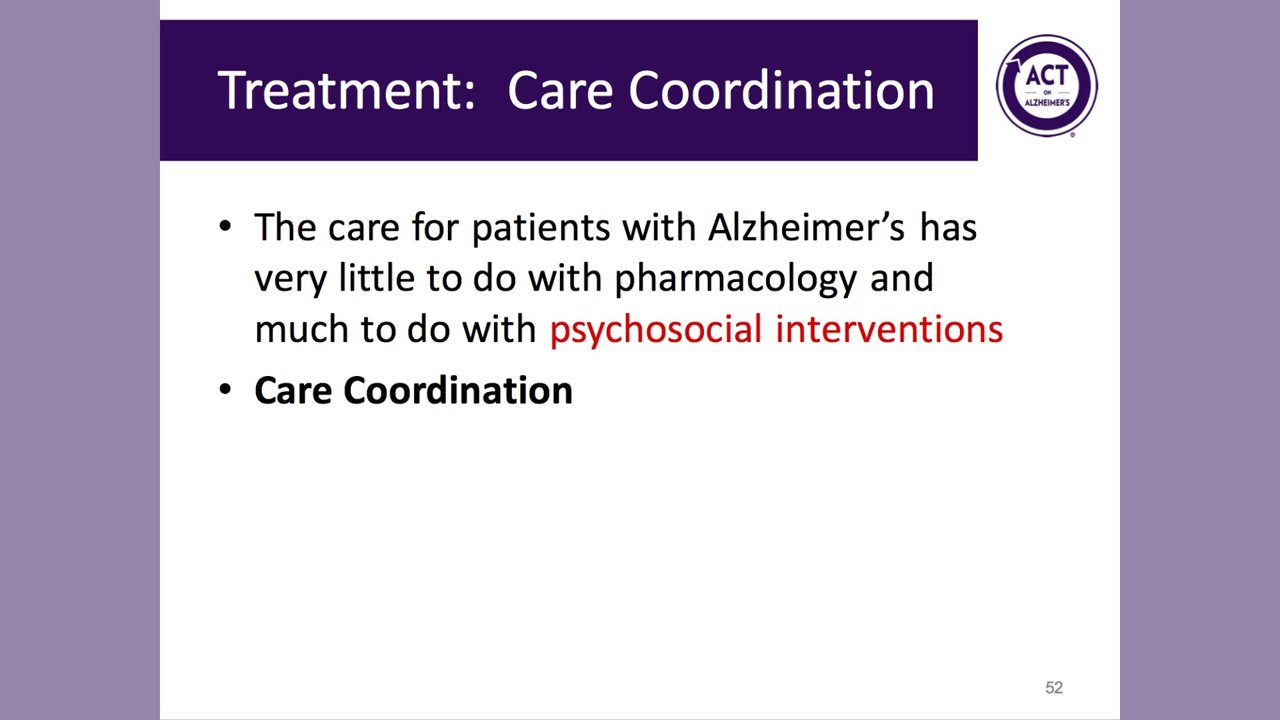 Treatment: Care Coordination
ACT
ON
ALZHEIMER'S
®
• The care for patients with Alzheimer’s has
very little to do with pharmacology and
much to do with psychosocial interventions
• Care Coordination
52